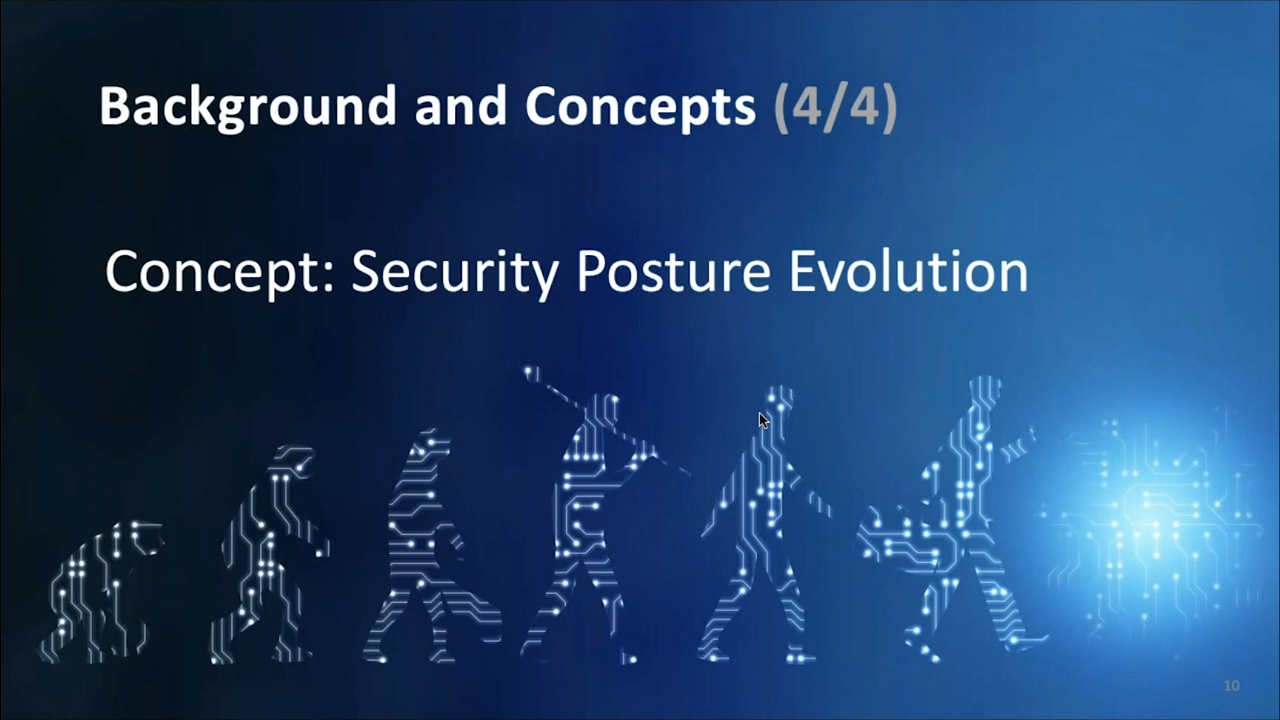 Background and Concepts (4/4)
Concept: Security Posture Evolution
10